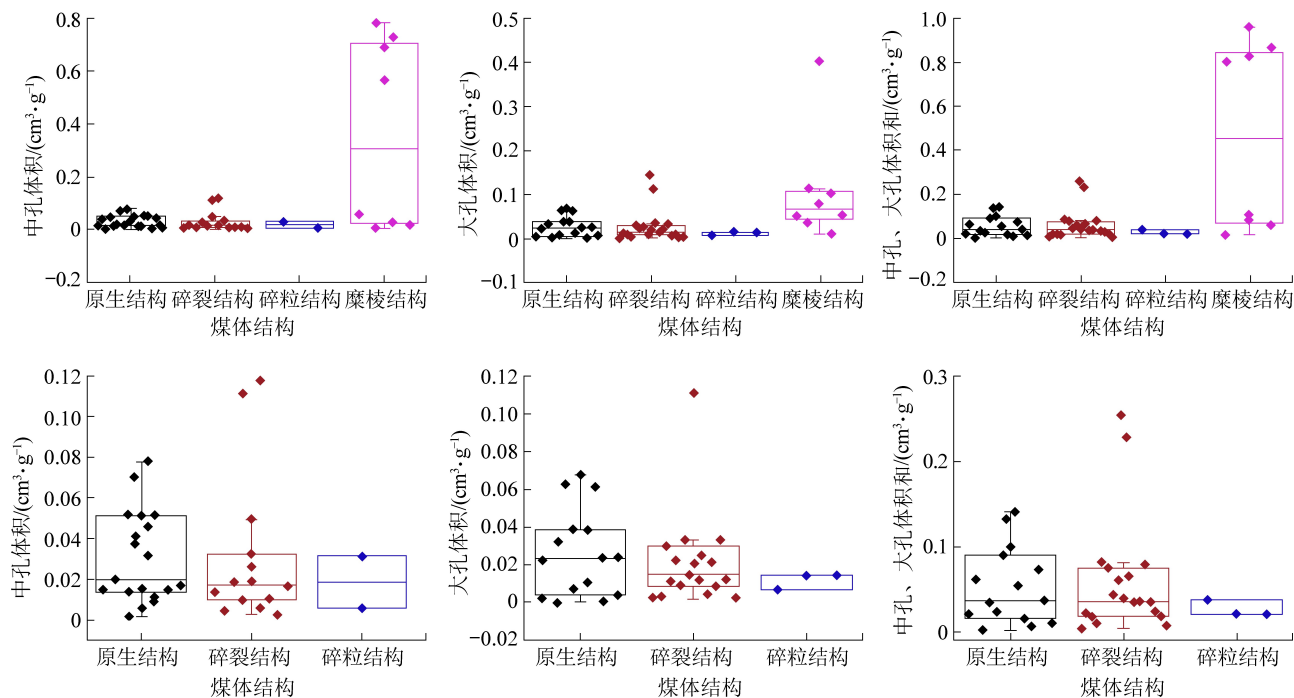 中孔体积/(cm³•g⁻¹)
0.8
0.6
0.4
0.2
0
−0.2
原生结构 碎裂结构 碎粒结构 糜棱结构
煤体结构
大孔体积/(cm³•g⁻¹)
0.5
0.4
0.3
0.2
0.1
0
−0.1
原生结构 碎裂结构 碎粒结构 糜棱结构
煤体结构
中孔、大孔体积和/(cm³•g⁻¹)
1.0
0.8
0.6
0.4
0.2
0
−0.2
原生结构 碎裂结构 碎粒结构 糜棱结构
煤体结构
中孔体积/(cm³•g⁻¹)
0.12
0.10
0.08
0.06
0.04
0.02
0
原生结构 碎裂结构 碎粒结构
煤体结构
大孔体积/(cm³•g⁻¹)
0.12
0.10
0.08
0.06
0.04
0.02
0
−0.02
原生结构 碎裂结构 碎粒结构
煤体结构
中孔、大孔体积和/(cm³•g⁻¹)
0.3
0.2
0.1
0
原生结构 碎裂结构 碎粒结构
煤体结构